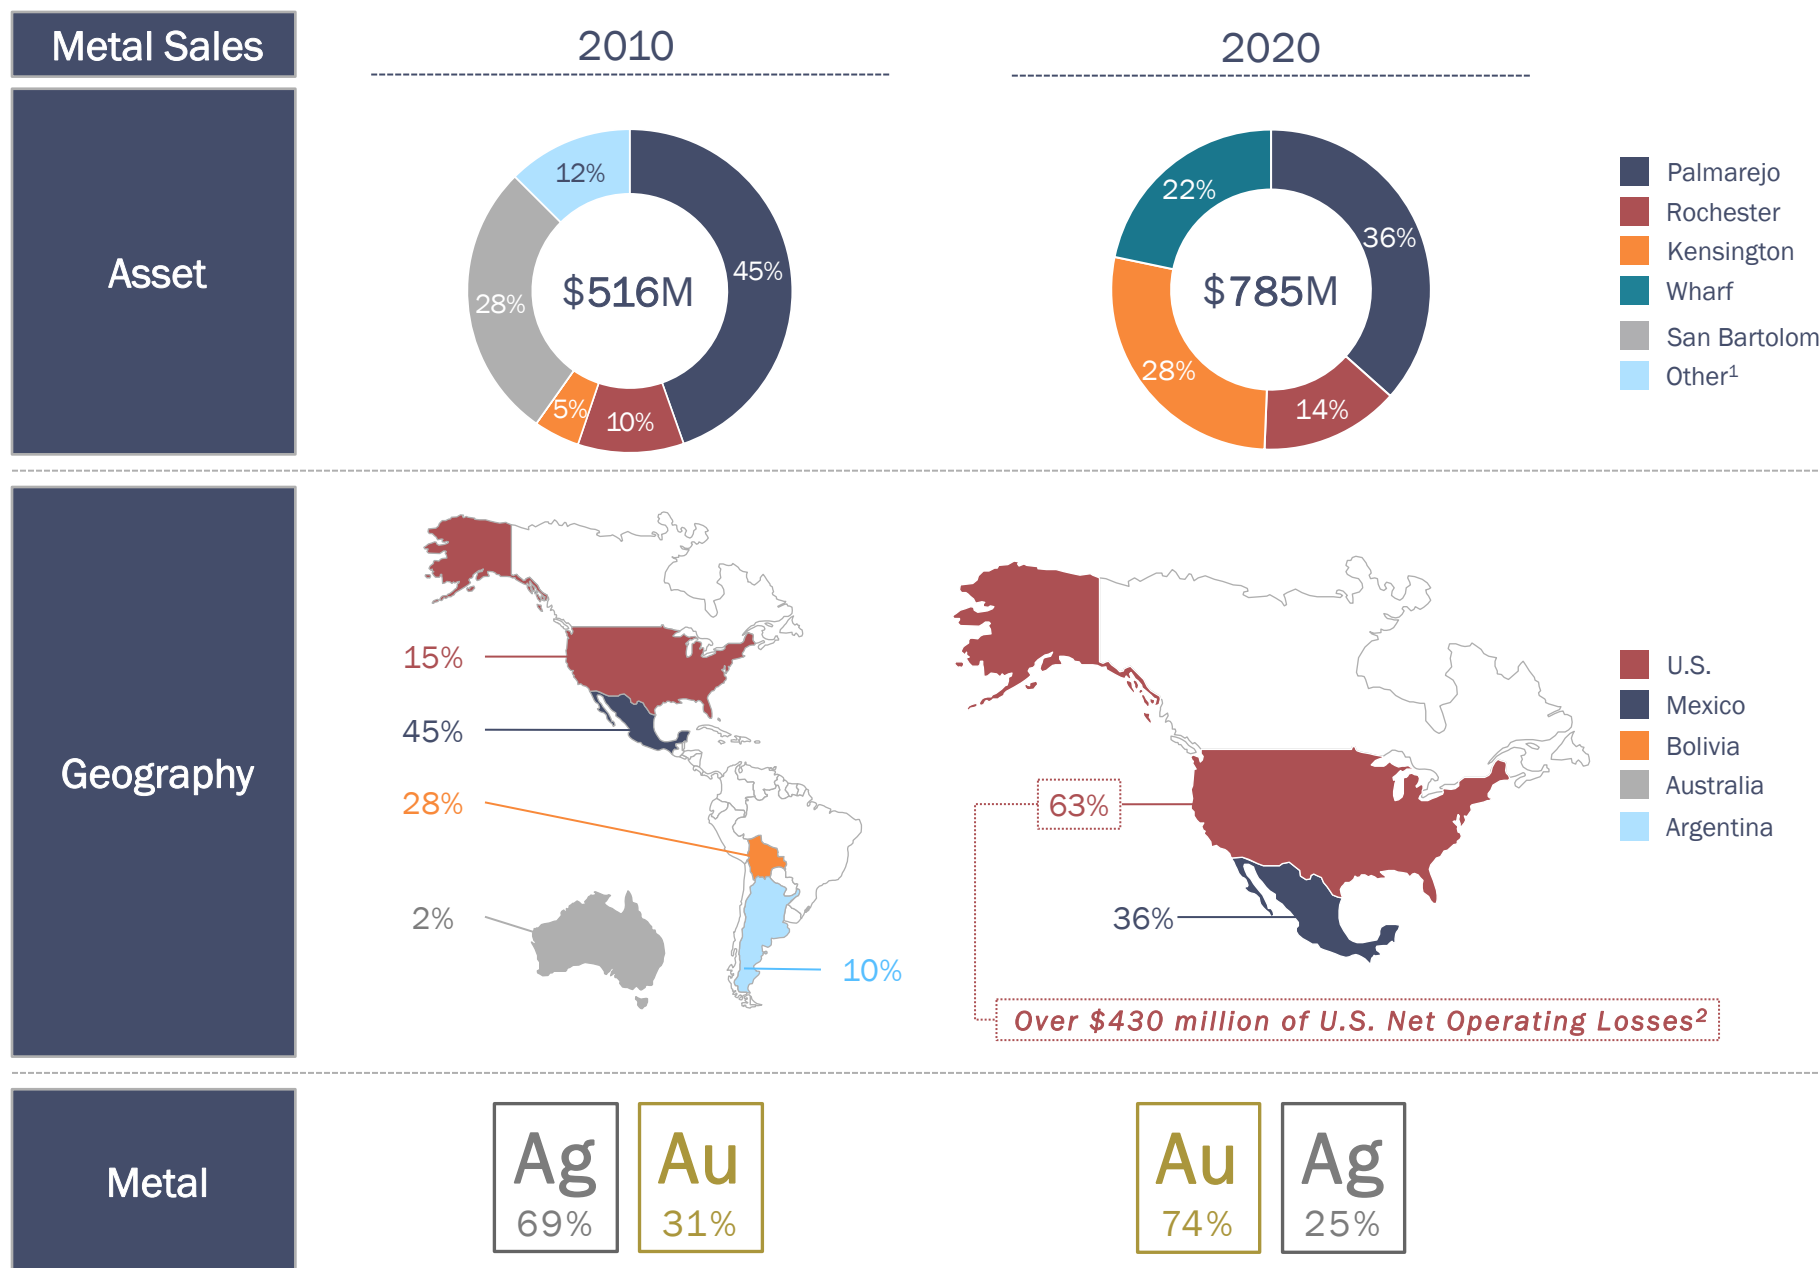 Metal Sales
2010
2020
Asset
12%
45%
28%
5%
10%
$516M
22%
36%
28%
14%
$785M
Palmarejo
Rochester
Kensington
Wharf
San Bartolom
Other¹
Geography
15%
45%
28%
2%
10%
63%
36%
Over $430 million of U.S. Net Operating Losses²
U.S.
Mexico
Bolivia
Australia
Argentina
Metal
Ag
69%
Au
31%
Au
74%
Ag
25%